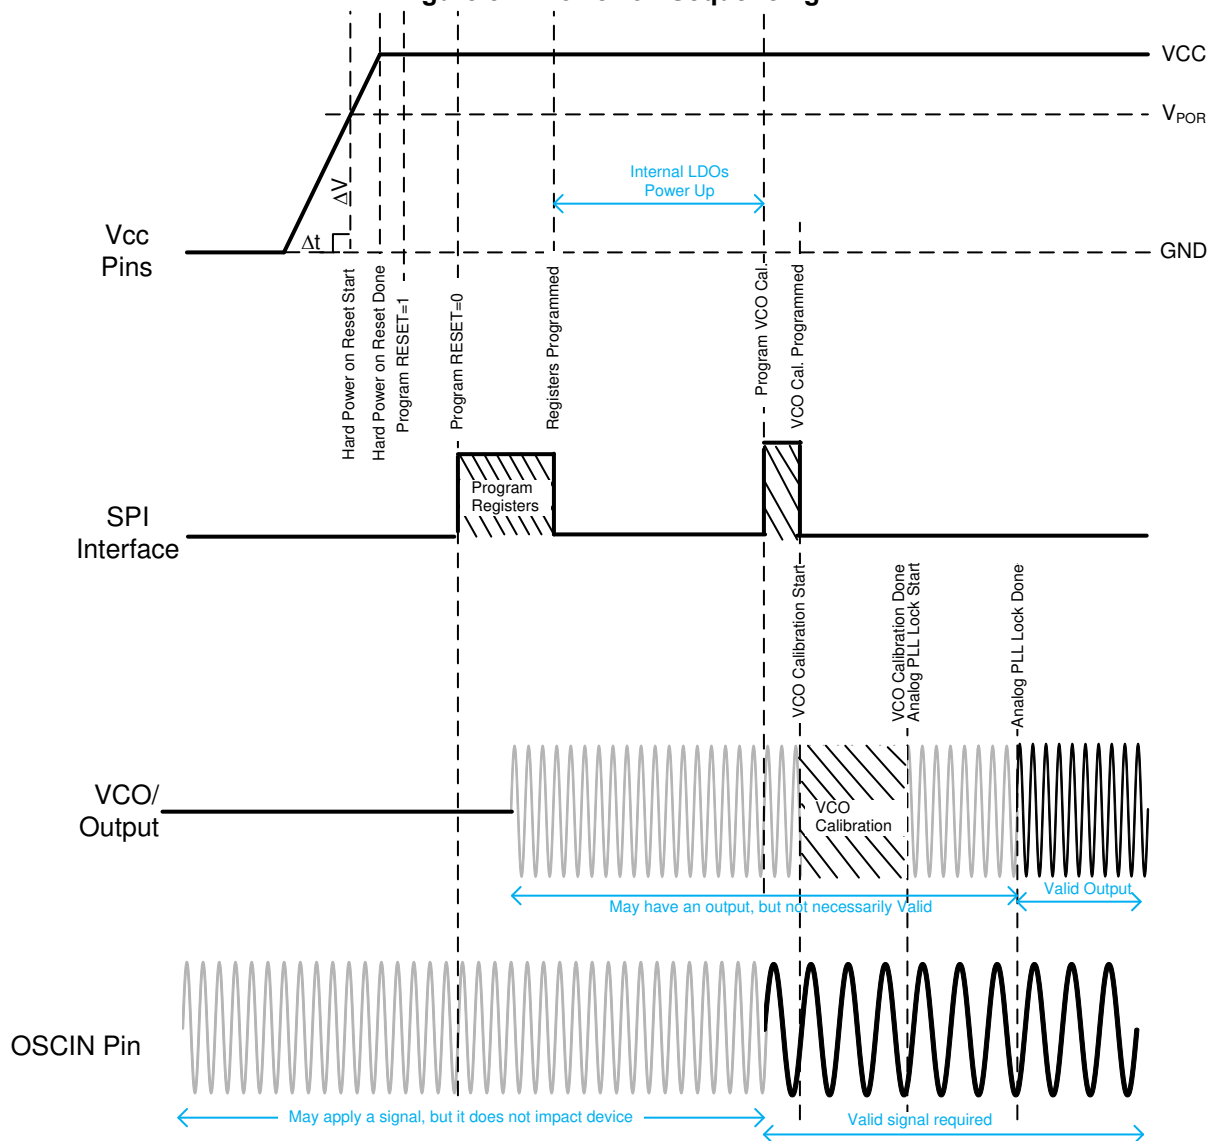 VCC
VPOR
Internal LDOs
Power Up
ΔV
Δt
Vcc
Pins
GND
Hard Power on Reset Start
Hard Power on Reset Done
Program RESET=1
Program RESET=0
Registers Programmed
Program VCO Cal.
VCO Cal. Programmed
Program
Registers
SPI
Interface
VCO Calibration Start
VCO Calibration Done
Analog PLL Lock Start
Analog PLL Lock Done
VCO/
Output
VCO
Calibration
May have an output, but not necessarily Valid
Valid Output
OSCIN Pin
May apply a signal, but it does not impact device
Valid signal required